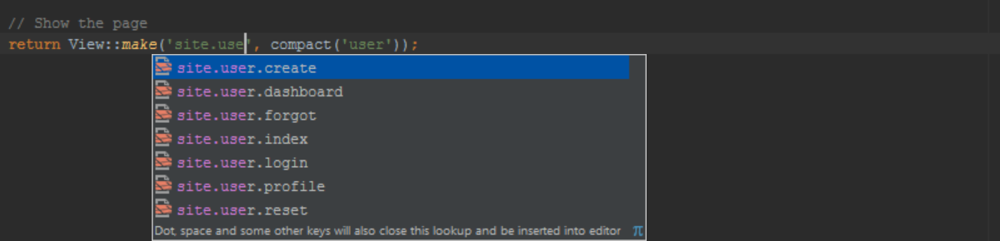 // Show the page
return View::make('site.use', compact('user'));
site.user.create
site.user.dashboard
site.user.forgot
site.user.index
site.user.login
site.user.profile
site.user.reset
Dot, space and some other keys will also close this lookup and be inserted into editor π